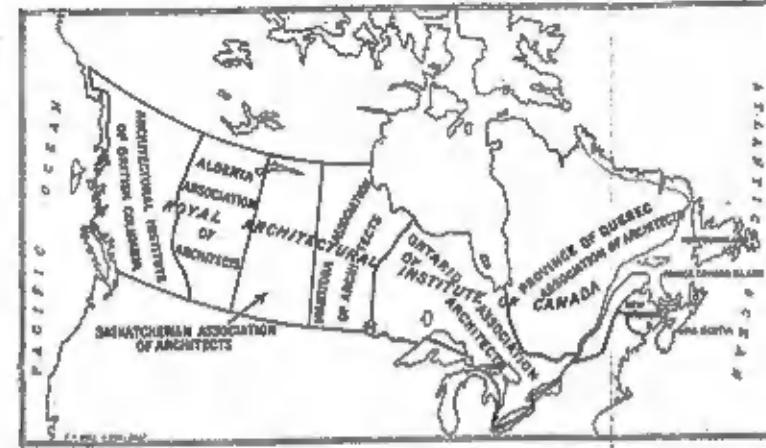 PACIFIC OCEAN
ARCHITECTURAL INSTITUTE
OF BRITISH COLUMBIA
ALBERTA
ASSOCIATION
OF
ARCHITECTS
ROYAL ARCHITECTURAL INSTITUTE OF CANADA
SASKATCHEWAN ASSOCIATION
OF ARCHITECTS
MANITOBA ASSOCIATION
OF ARCHITECTS
ONTARIO ASSOCIATION
OF
ARCHITECTS
PROVINCE OF QUEBEC
ASSOCIATION OF ARCHITECTS
PRINCE EDWARD ISLAND
NOVA SCOTIA
ATLANTIC OCEAN